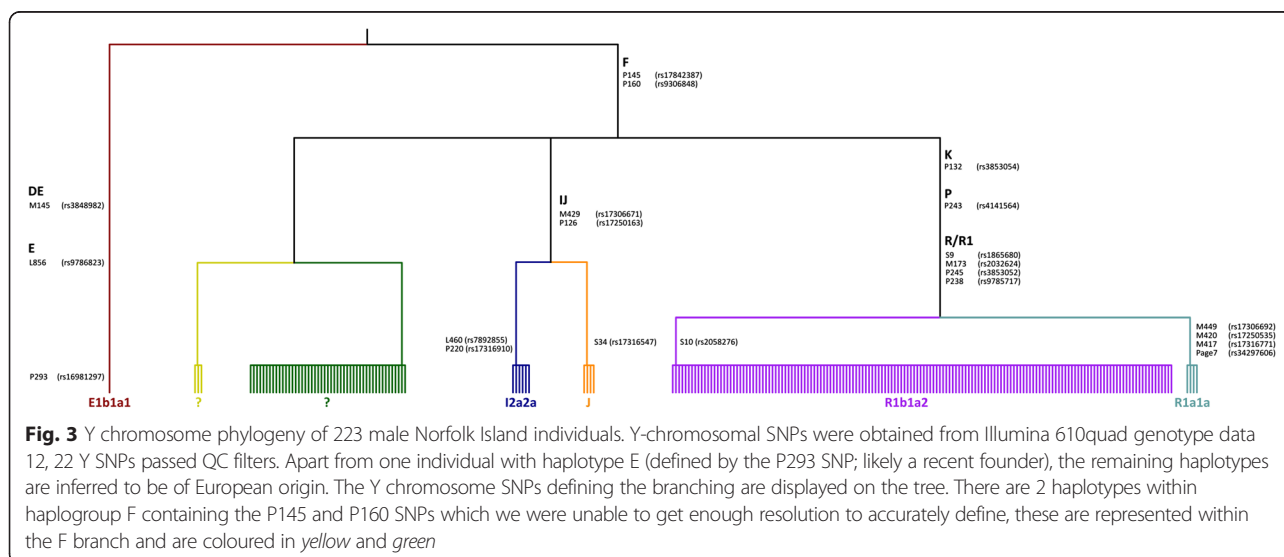 F
P145 (rs17842387)
P160 (rs9306848)
K
P132 (rs3853054)
DE
M145 (rs3848982)
IJ
M429 (rs17306671)
P126 (rs17250163)
P
P243 (rs4141564)
E
L856 (rs9786823)
R/R1
S9 (rs1865680)
M173 (rs2032624)
P245 (rs3853052)
P238 (rs9785717)
L460 (rs7892855)
P220 (rs17316910)
S34 (rs17316547)
S10 (rs2058276)
M449 (rs17306692)
M420 (rs17250535)
M417 (rs17316771)
Page7 (rs34297606)
P293 (rs16981297)
E1b1a1
?
?
I2a2a
J
R1b1a2
R1a1a
Fig. 3 Y chromosome phylogeny of 223 male Norfolk Island individuals. Y-chromosomal SNPs were obtained from Illumina 610quad genotype data
12, 22 Y SNPs passed QC filters. Apart from one individual with haplotype E (defined by the P293 SNP; likely a recent founder), the remaining haplotypes
are inferred to be of European origin. The Y chromosome SNPs defining the branching are displayed on the tree. There are 2 haplotypes within
haplogroup F containing the P145 and P160 SNPs which we were unable to get enough resolution to accurately define, these are represented within
the F branch and are coloured in yellow and green